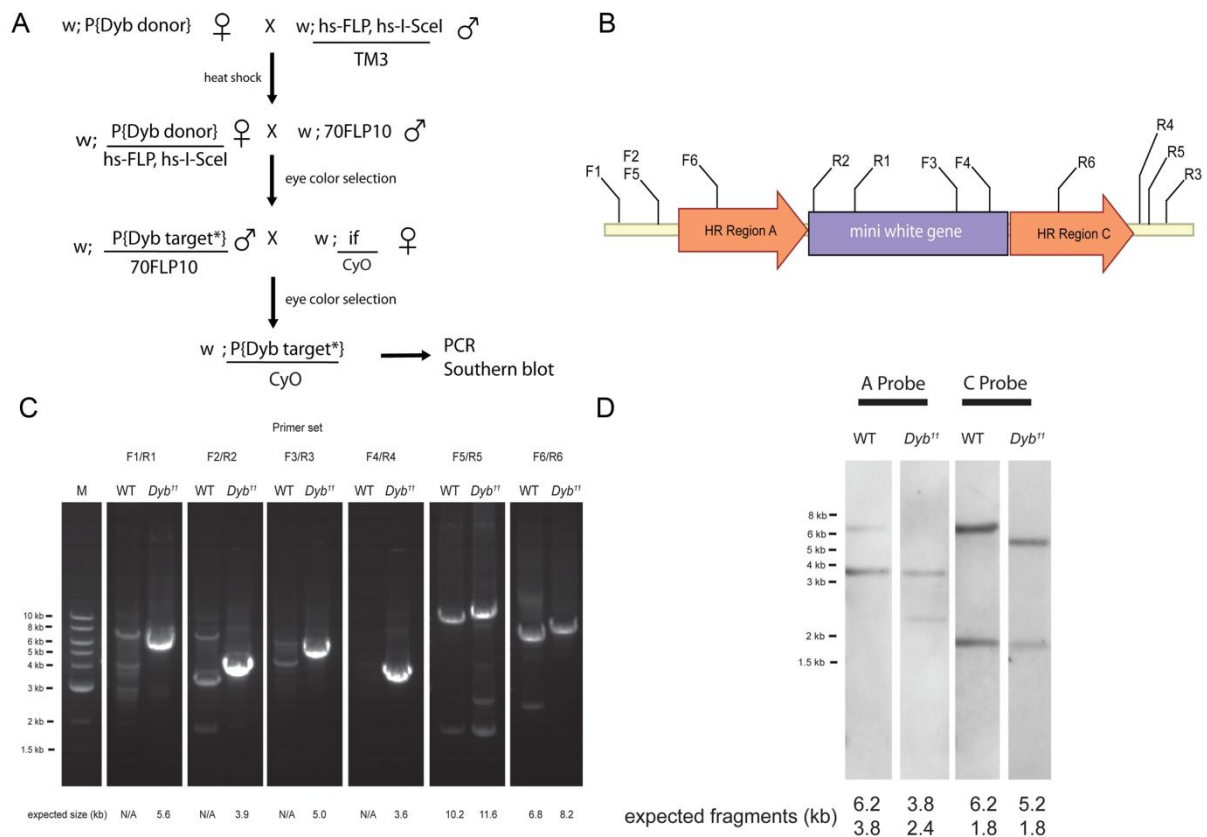 A
w; P{Dyb donor} ♀ X w; hs-FLP, hs-I-SceI ♂
TM3
heat shock
w; P{Dyb donor} ♀ X w ; 70FLP10 ♂
hs-FLP, hs-I-SceI
eye color selection
w; P{Dyb target*} ♂ X w ; if ♀
70FLP10 CyO
eye color selection
w ; P{Dyb target*}
CyO
PCR
Southern blot
B
F1
F2
F5
F6
R2
R1
F3
F4
R6
R4
R5
R3
HR Region A
mini white gene
HR Region C
C
Primer set
F1/R1 F2/R2 F3/R3 F4/R4 F5/R5 F6/R6
M WT Dyb¹¹ WT Dyb¹¹ WT Dyb¹¹ WT Dyb¹¹ WT Dyb¹¹ WT Dyb¹¹
10 kb
8 kb
6 kb
5 kb
4 kb
3 kb
2 kb
1.5 kb
expected size (kb) N/A 5.6 N/A 3.9 N/A 5.0 N/A 3.6 10.2 11.6 6.8 8.2
D
A Probe C Probe
WT Dyb¹¹ WT Dyb¹¹
8 kb
6 kb
5 kb
4 kb
3 kb
2 kb
1.5 kb
expected fragments (kb) 6.2 3.8 6.2 5.2
3.8 2.4 1.8 1.8